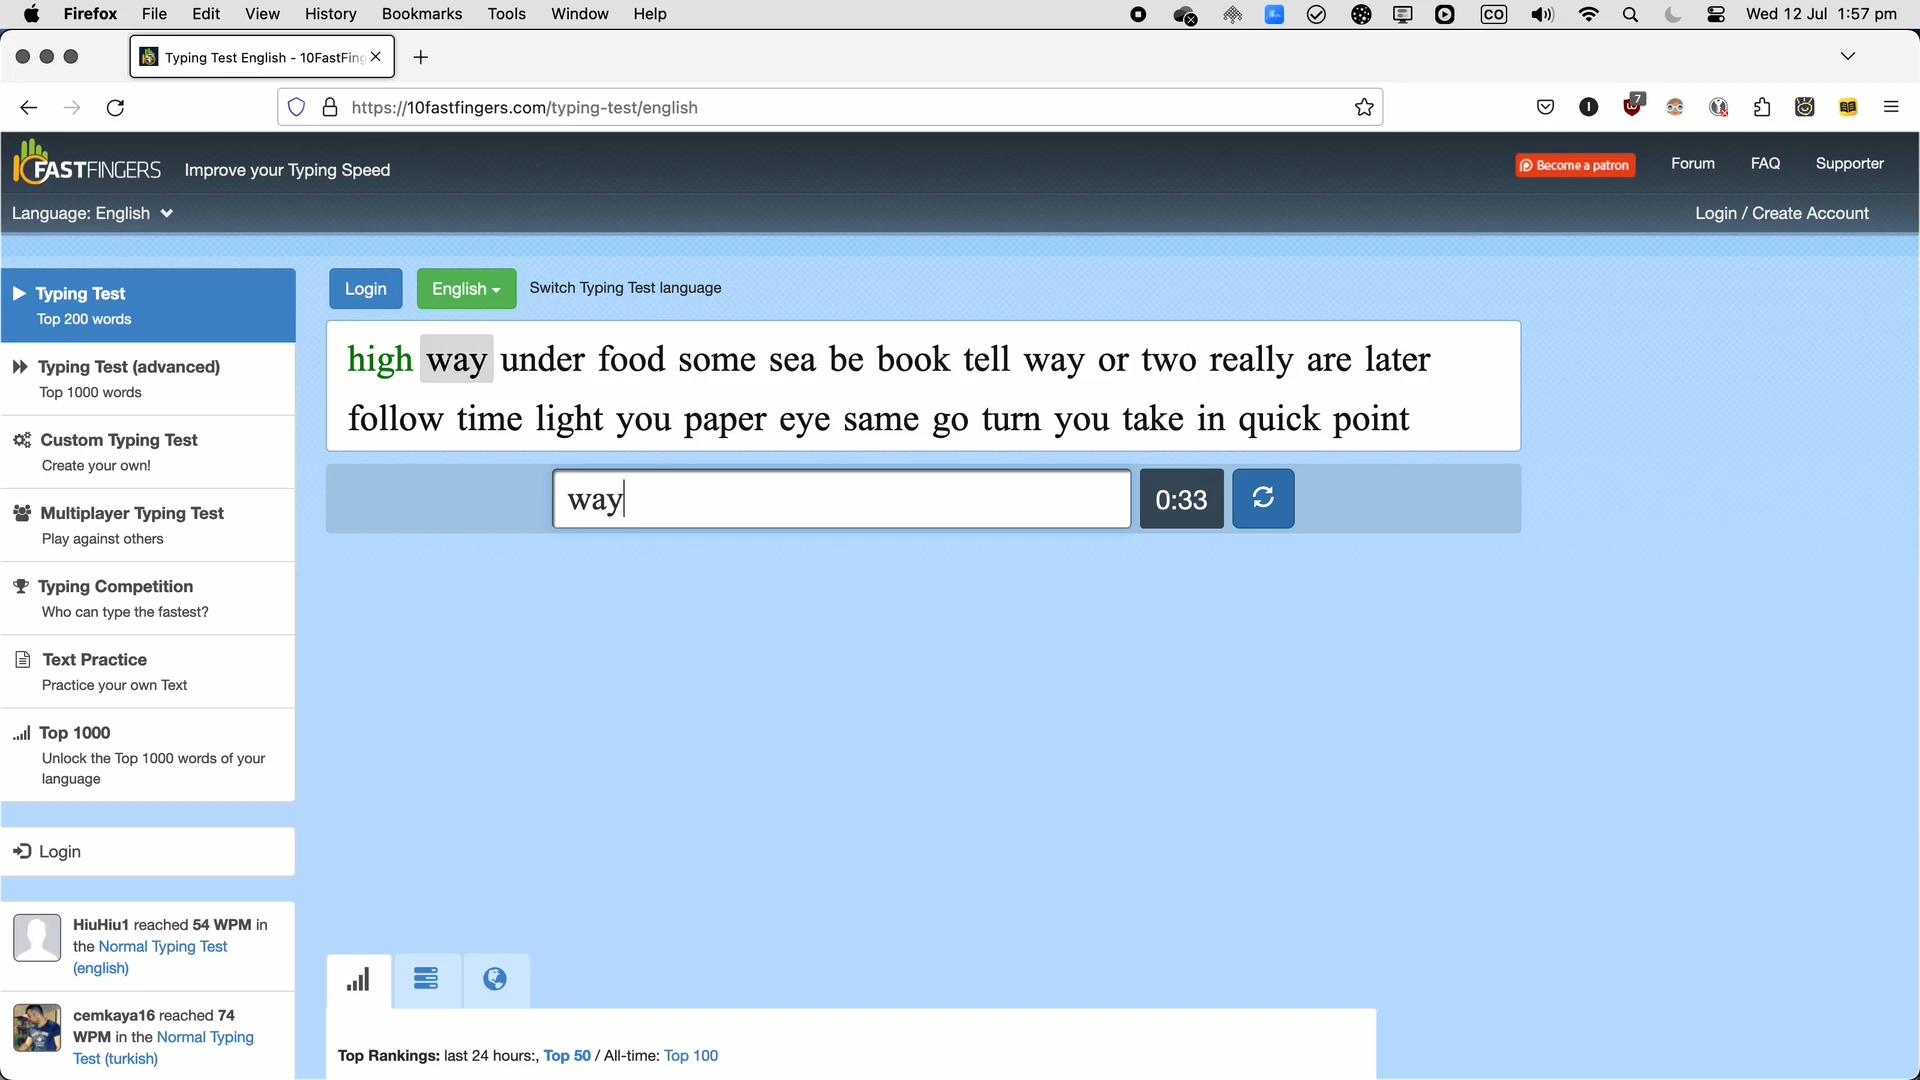 Firefox File Edit View History Bookmarks Tools Window Help CO Wed 12 Jul 1:57 pm
Typing Test English - 10FastFing
https://10fastfingers.com/typing-test/english 7
10FASTFINGERS Improve your Typing Speed Become a patron Forum FAQ Supporter
Language: English Login / Create Account
Typing Test
Top 200 words
Typing Test (advanced)
Top 1000 words
Custom Typing Test
Create your own!
Multiplayer Typing Test
Play against others
Typing Competition
Who can type the fastest?
Text Practice
Practice your own Text
Top 1000
Unlock the Top 1000 words of your
language
Login
HiuHiu1 reached 54 WPM in
the Normal Typing Test
(english)
cemkaya16 reached 74
WPM in the Normal Typing
Test (turkish)
Login English Switch Typing Test language
high way under food some sea be book tell way or two really are later
follow time light you paper eye same go turn you take in quick point
way 0:33
Top Rankings: last 24 hours:, Top 50 / All-time: Top 100